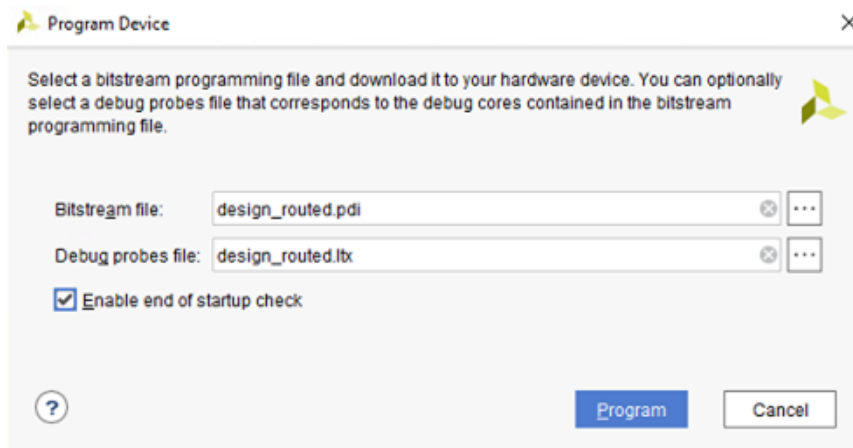 Program Device
Select a bitstream programming file and download it to your hardware device. You can optionally
select a debug probes file that corresponds to the debug cores contained in the bitstream
programming file.
Bitstream file: design_routed.pdi ...
Debug probes file: design_routed.ltx ...
Enable end of startup check
? Program Cancel